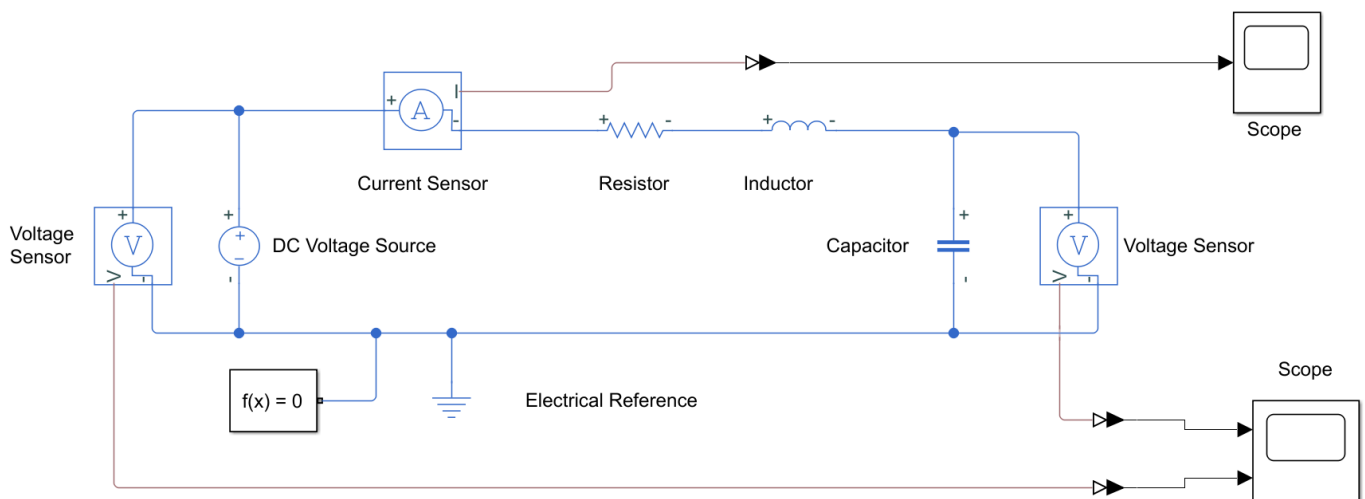 Scope
+
A
I
-
+
-
+
-
Current Sensor
Resistor
Inductor
Voltage
Sensor
+
V
V
-
+
+
−
-
DC Voltage Source
Capacitor
+
-
+
V
V
-
Voltage Sensor
f(x) = 0
Electrical Reference
Scope